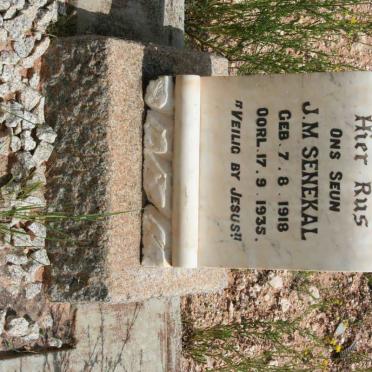 Hier Rus
ONS SEUN
J.M SENEKAL
GEB. 7. 8 1918
OORL. 17. 9. 1935.
"VEILIG BY JESUS"